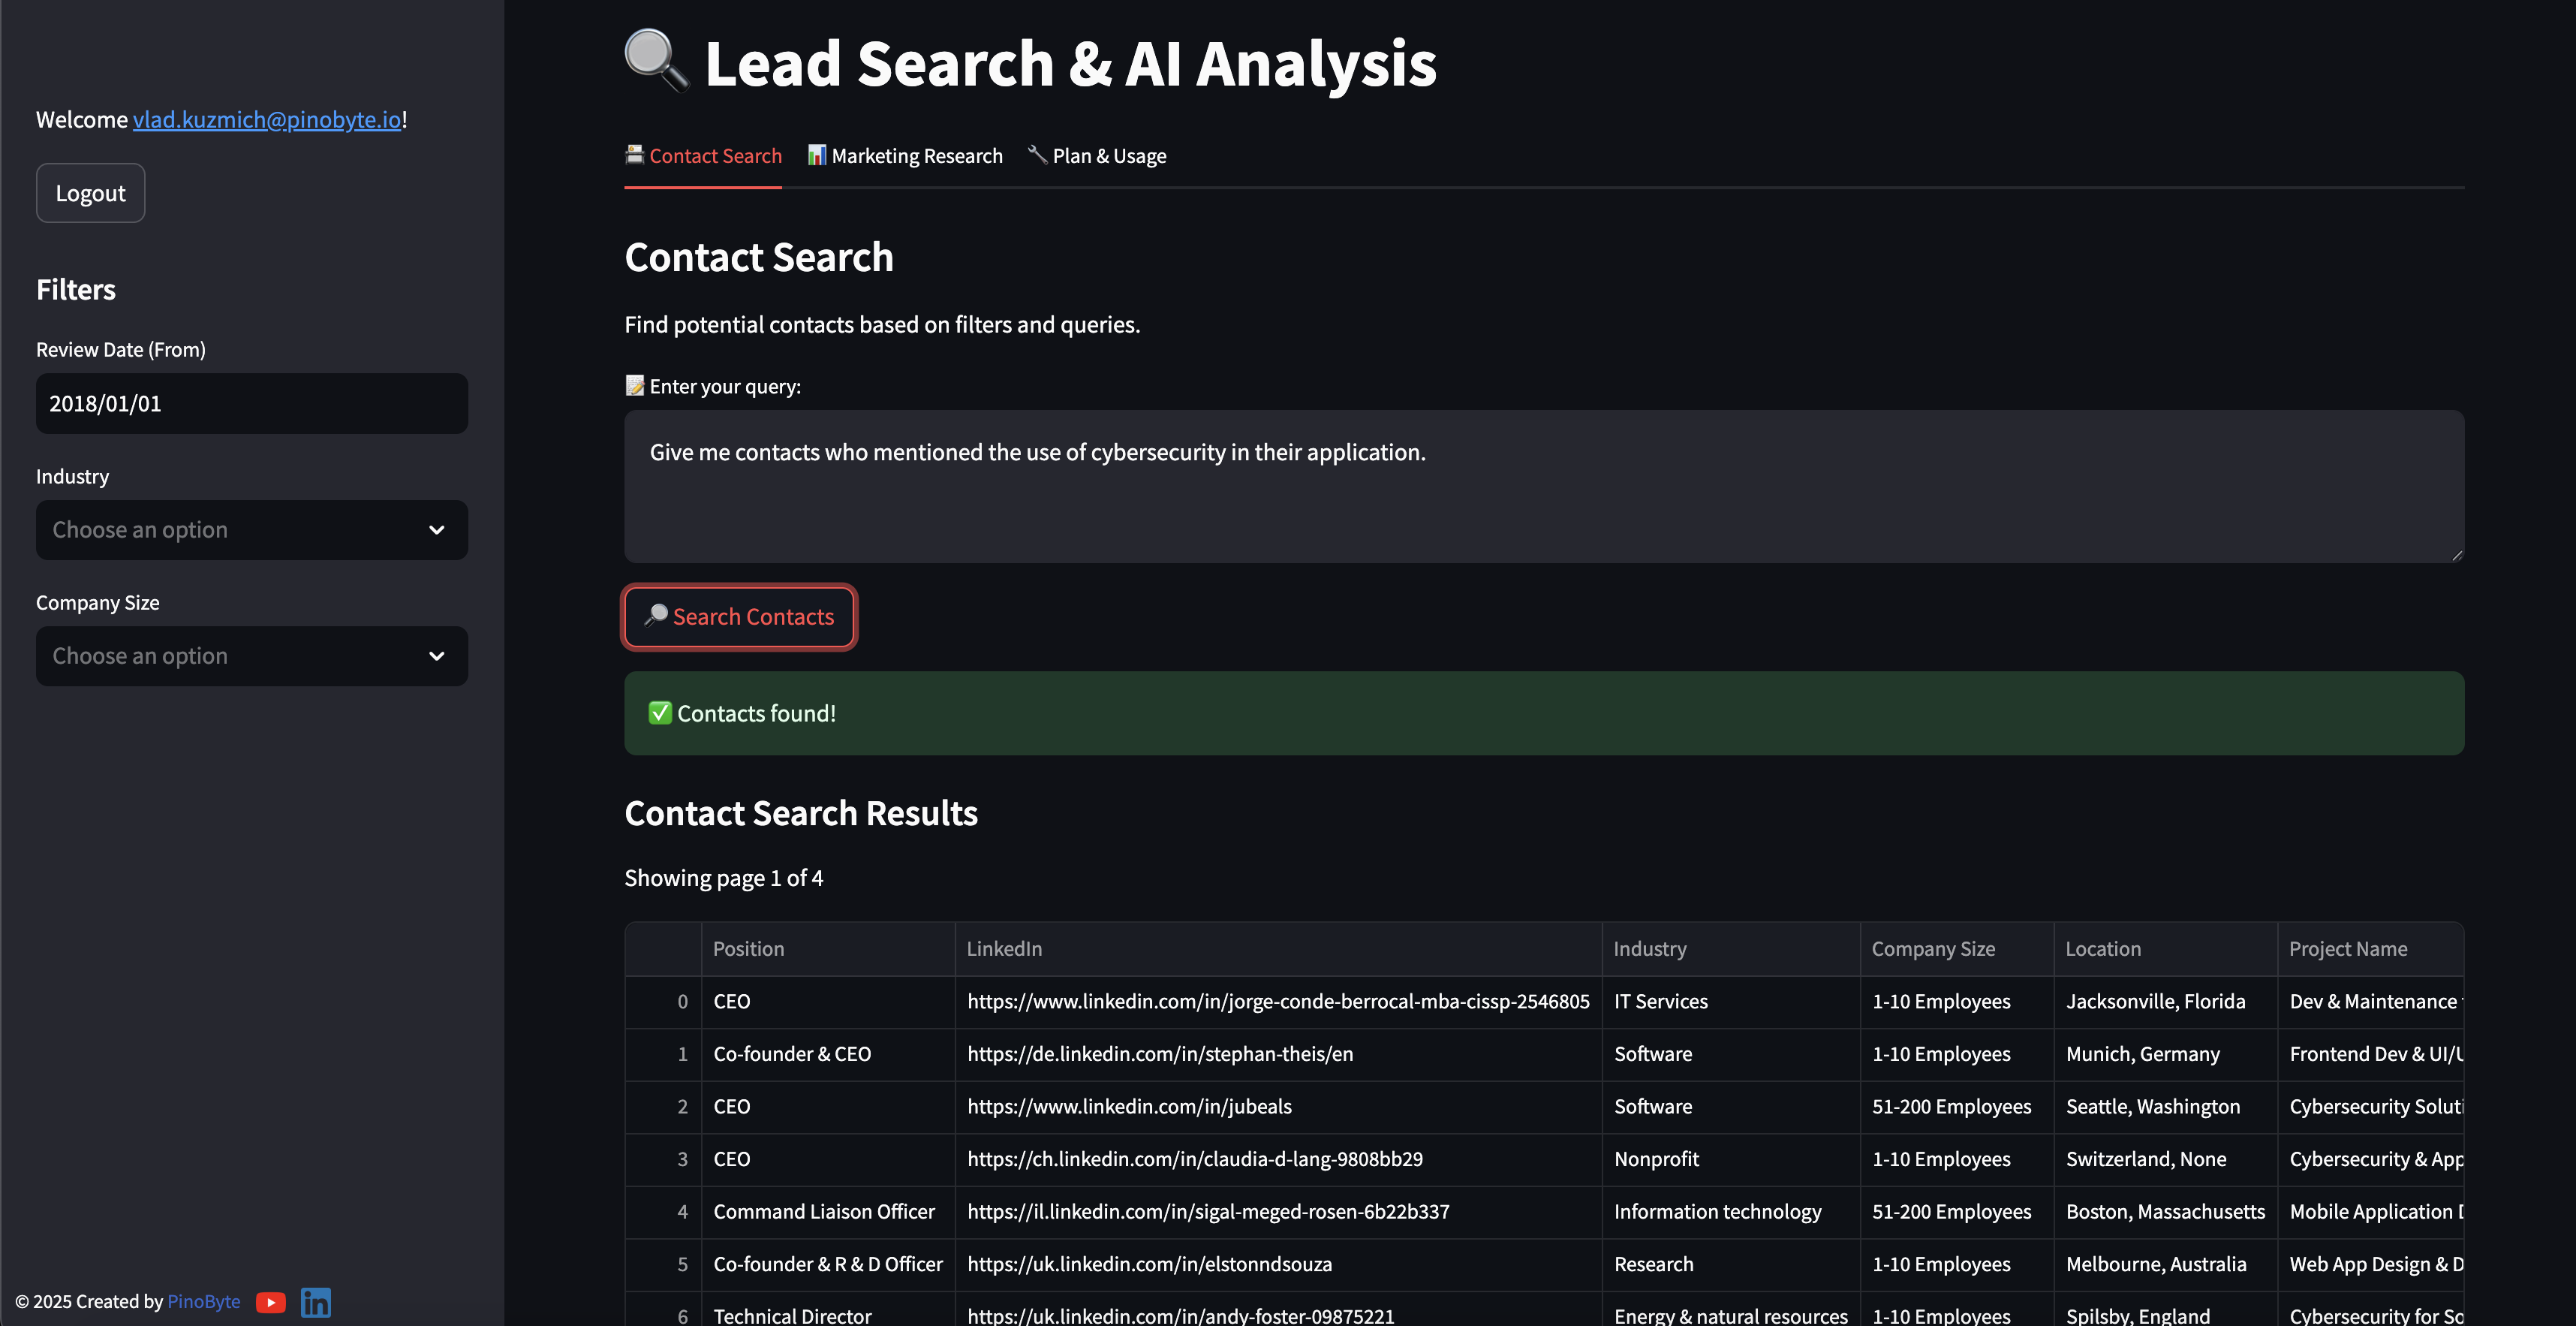 Welcome vlad.kuzmich@pinobyte.io!
Logout
Filters
Review Date (From)
2018/01/01
Industry
Choose an option
Company Size
Choose an option
© 2025 Created by PinoByte
Lead Search & AI Analysis
Contact Search Marketing Research Plan & Usage
Contact Search
Find potential contacts based on filters and queries.
Enter your query:
Give me contacts who mentioned the use of cybersecurity in their application.
Search Contacts
Contacts found!
Contact Search Results
Showing page 1 of 4
Position LinkedIn Industry Company Size Location Project Name
0 CEO https://www.linkedin.com/in/jorge-conde-berrocal-mba-cissp-2546805 IT Services 1-10 Employees Jacksonville, Florida Dev & Maintenance
1 Co-founder & CEO https://de.linkedin.com/in/stephan-theis/en Software 1-10 Employees Munich, Germany Frontend Dev & UI/U
2 CEO https://www.linkedin.com/in/jubeals Software 51-200 Employees Seattle, Washington Cybersecurity Soluti
3 CEO https://ch.linkedin.com/in/claudia-d-lang-9808bb29 Nonprofit 1-10 Employees Switzerland, None Cybersecurity & App
4 Command Liaison Officer https://il.linkedin.com/in/sigal-meged-rosen-6b22b337 Information technology 51-200 Employees Boston, Massachusetts Mobile Application D
5 Co-founder & R & D Officer https://uk.linkedin.com/in/elstonndsouza Research 1-10 Employees Melbourne, Australia Web App Design & D
6 Technical Director https://uk.linkedin.com/in/andy-foster-09875221 Energy & natural resources 1-10 Employees Spilsby, England Cybersecurity for So